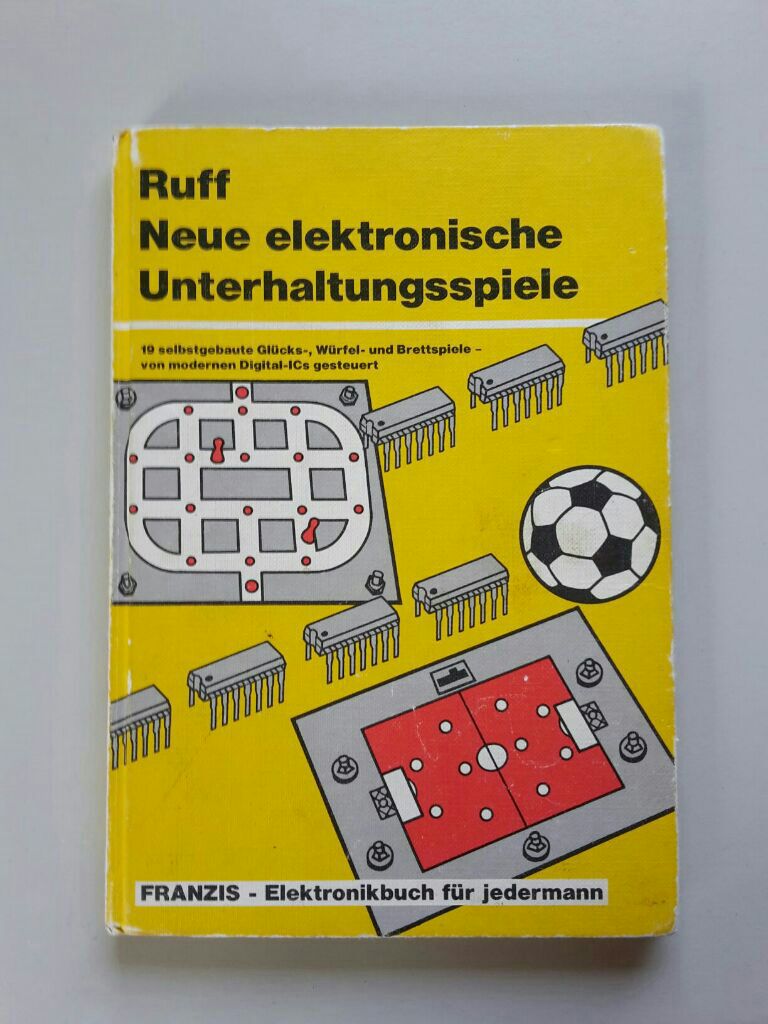 Ruff
Neue elektronische
Unterhaltungsspiele
19 selbstgebaute Glücks-, Würfel- und Brettspiele –
von modernen Digital-ICs gesteuert
FRANZIS - Elektronikbuch für jedermann